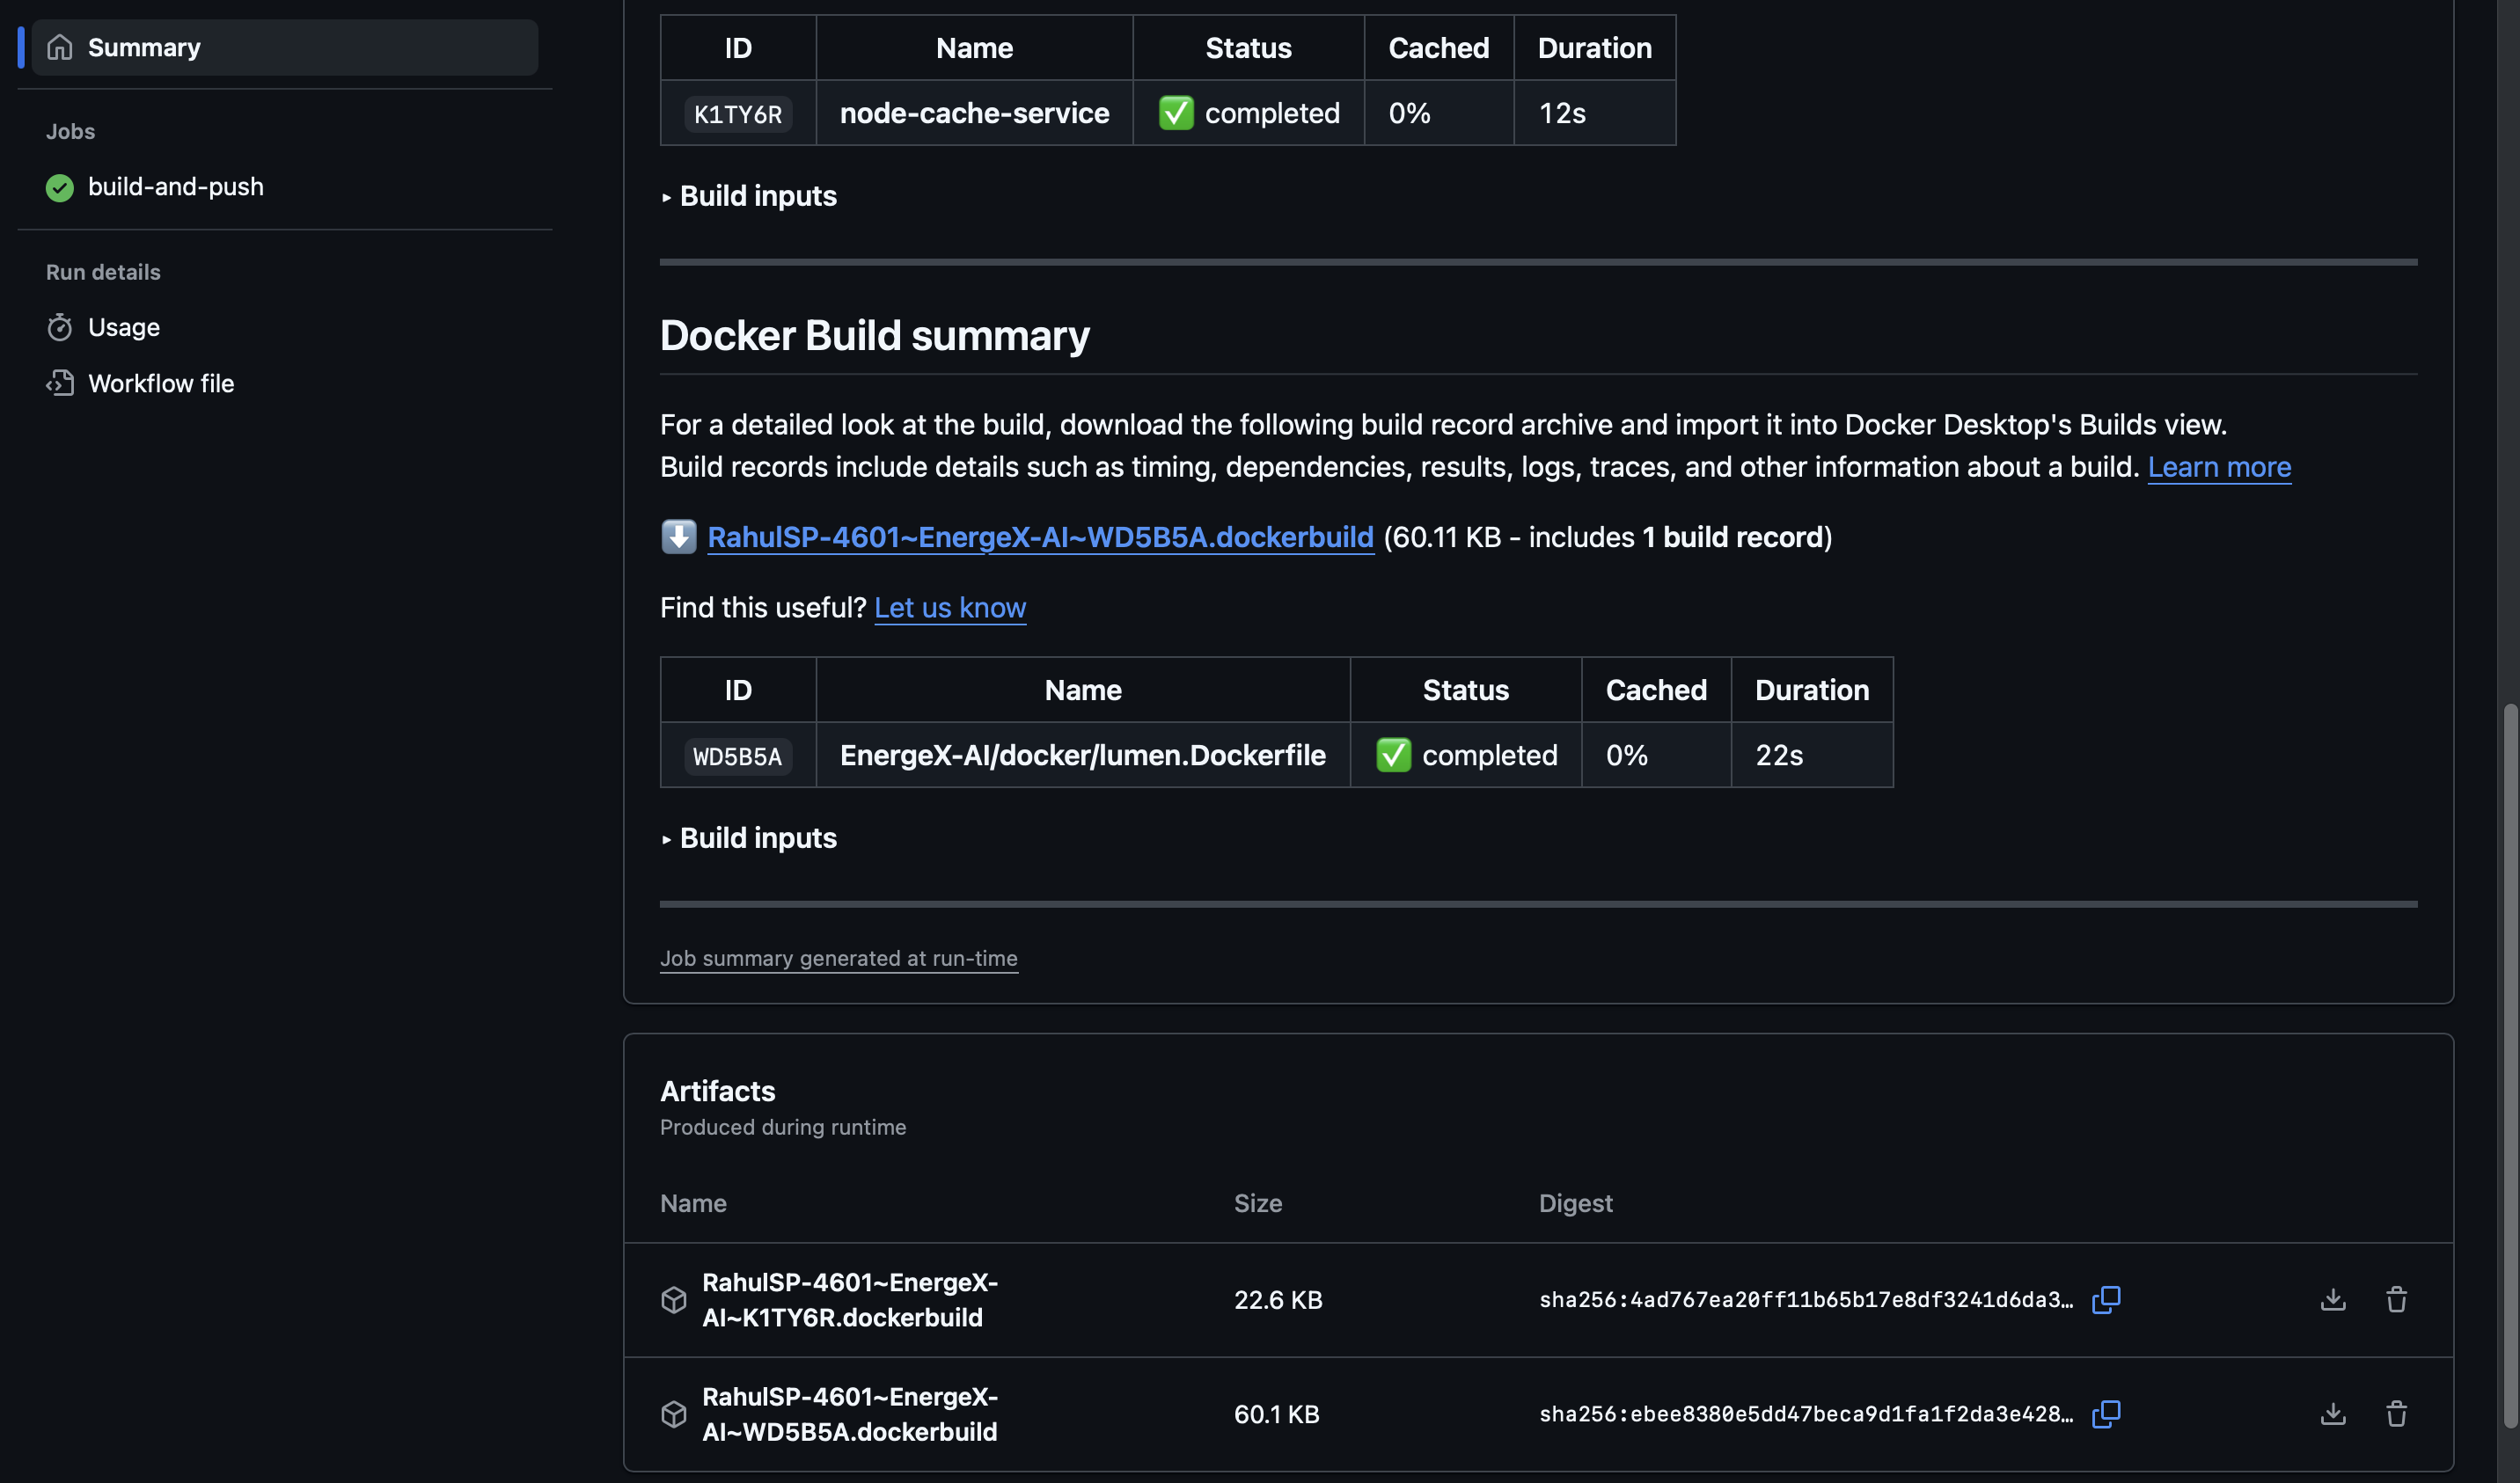 Summary
Jobs
build-and-push
Run details
Usage
Workflow file
ID Name Status Cached Duration
K1TY6R node-cache-service ✅ completed 0% 12s
▸ Build inputs
Docker Build summary
For a detailed look at the build, download the following build record archive and import it into Docker Desktop's Builds view.
Build records include details such as timing, dependencies, results, logs, traces, and other information about a build. Learn more
⬇️ RahulSP-4601~EnergeX-AI~WD5B5A.dockerbuild (60.11 KB - includes 1 build record)
Find this useful? Let us know
ID Name Status Cached Duration
WD5B5A EnergeX-AI/docker/lumen.Dockerfile ✅ completed 0% 22s
▸ Build inputs
Job summary generated at run-time
Artifacts
Produced during runtime
Name Size Digest
RahulSP-4601~EnergeX-
AI~K1TY6R.dockerbuild
22.6 KB
sha256:4ad767ea20ff11b65b17e8df3241d6da3…
RahulSP-4601~EnergeX-
AI~WD5B5A.dockerbuild
60.1 KB
sha256:ebee8380e5dd47beca9d1fa1f2da3e428…